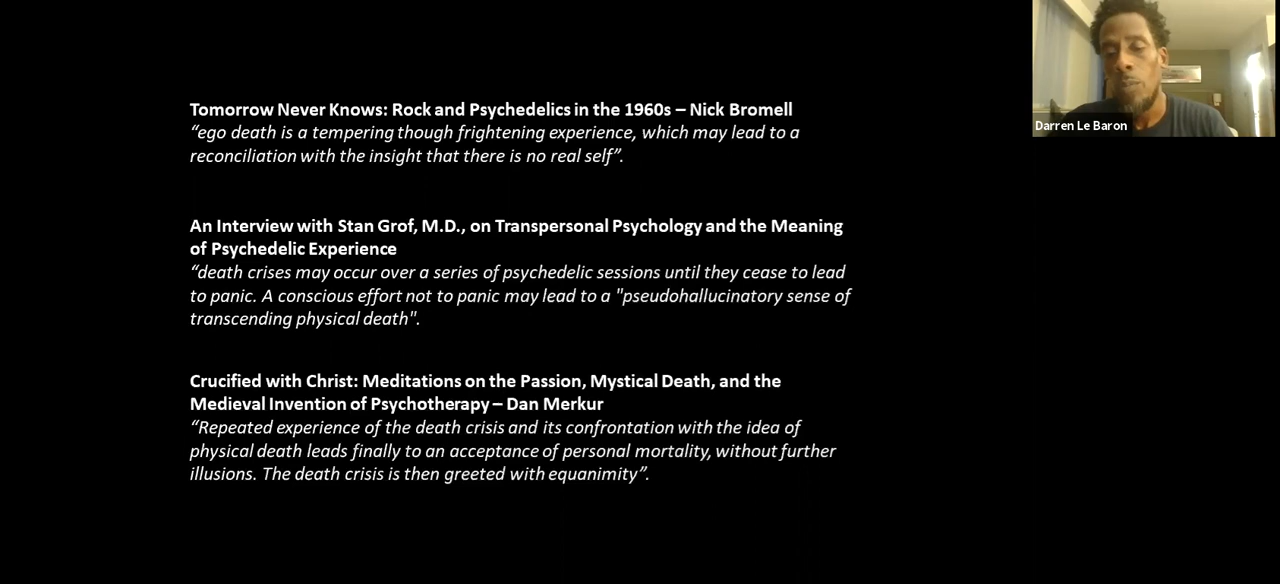 Tomorrow Never Knows: Rock and Psychedelics in the 1960s – Nick Bromell
“ego death is a tempering though frightening experience, which may lead to a
reconciliation with the insight that there is no real self”.
An Interview with Stan Grof, M.D., on Transpersonal Psychology and the Meaning
of Psychedelic Experience
“death crises may occur over a series of psychedelic sessions until they cease to lead
to panic. A conscious effort not to panic may lead to a "pseudohallucinatory sense of
transcending physical death".
Crucified with Christ: Meditations on the Passion, Mystical Death, and the
Medieval Invention of Psychotherapy – Dan Merkur
“Repeated experience of the death crisis and its confrontation with the idea of
physical death leads finally to an acceptance of personal mortality, without further
illusions. The death crisis is then greeted with equanimity”.
Darren Le Baron